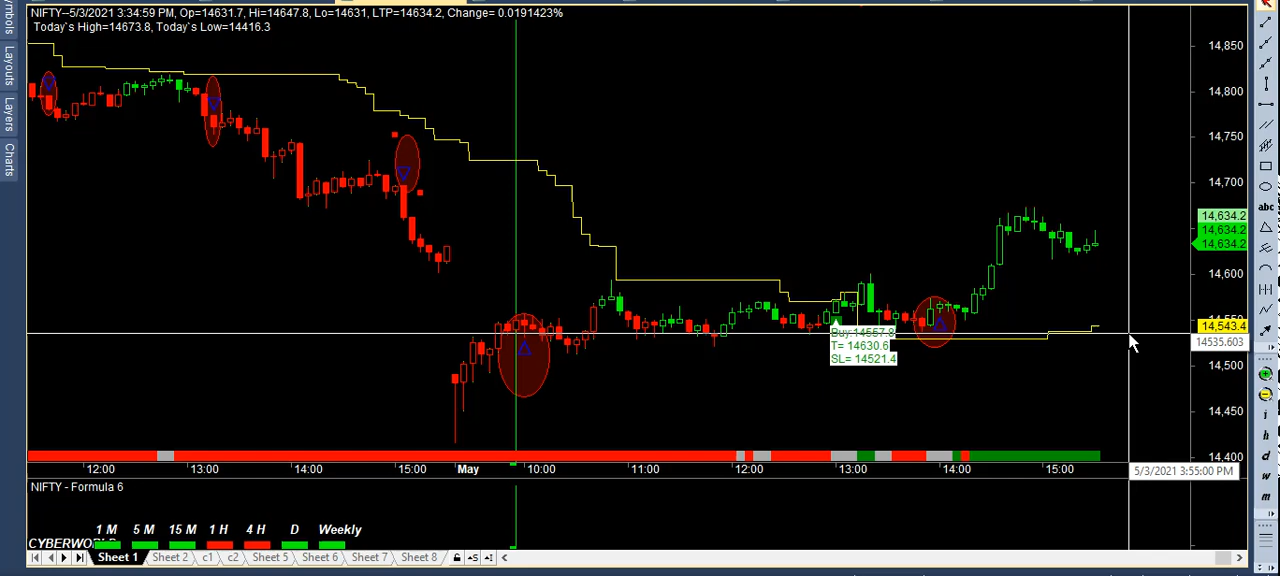 NIFTY--5/3/2021 3:34:59 PM, Op=14631.7, Hi=14647.8, Lo=14631, LTP=14634.2, Change= 0.0191423%
Today`s High=14673.8, Today`s Low=14416.3
Layouts
Layers
Charts
14,850
14,800
14,750
14,700
14,634.2
14,634.2
14,634.2
14,600
14,543.4
14535.603
14,500
14,450
14,400
Buy:14557.8
T= 14630.6
SL= 14521.4
12:00 13:00 14:00 15:00 May 10:00 11:00 12:00 13:00 14:00 15:00
5/3/2021 3:55:00 PM
NIFTY - Formula 6
1 M 5 M 15 M 1 H 4 H D Weekly
Sheet 1 Sheet 2 c1 c2 Sheet 5 Sheet 6 Sheet 7 Sheet 8
abc
i
h
d
w
m